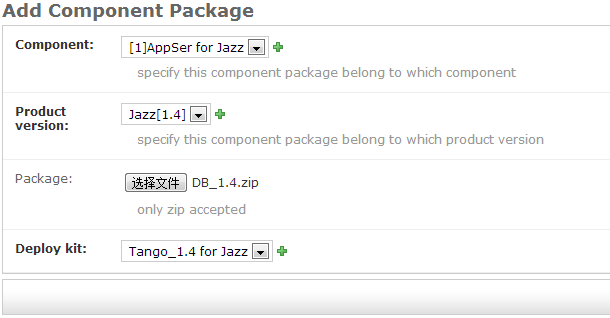 Add Component Package
Component: [1]AppSer for Jazz
specify this component package belong to which component
Product version: Jazz[1.4]
specify this component package belong to which product version
Package: 选择文件 DB_1.4.zip
only zip accepted
Deploy kit: Tango_1.4 for Jazz